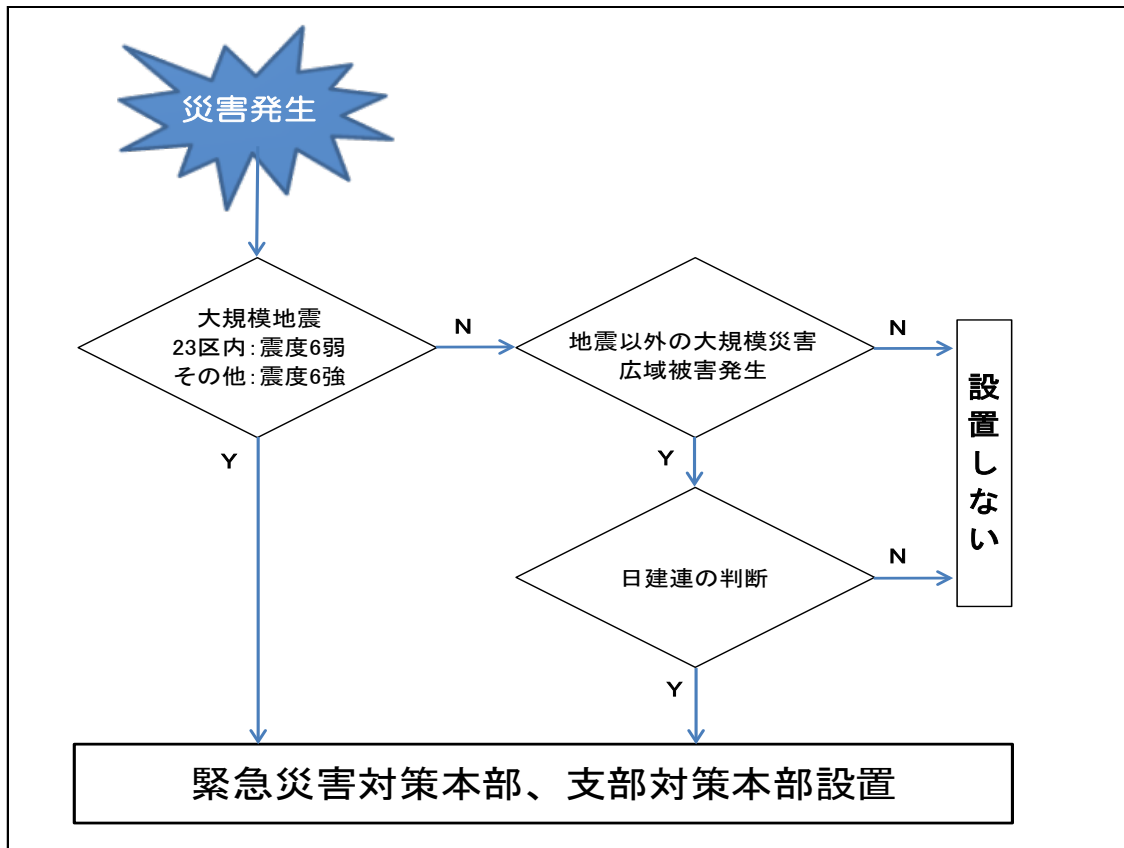 災害発生
大規模地震
23区内：震度6弱
その他：震度6強
N
地震以外の大規模災害
広域被害発生
N
設置しない
Y
Y
日建連の判断
N
Y
緊急災害対策本部、支部対策本部設置